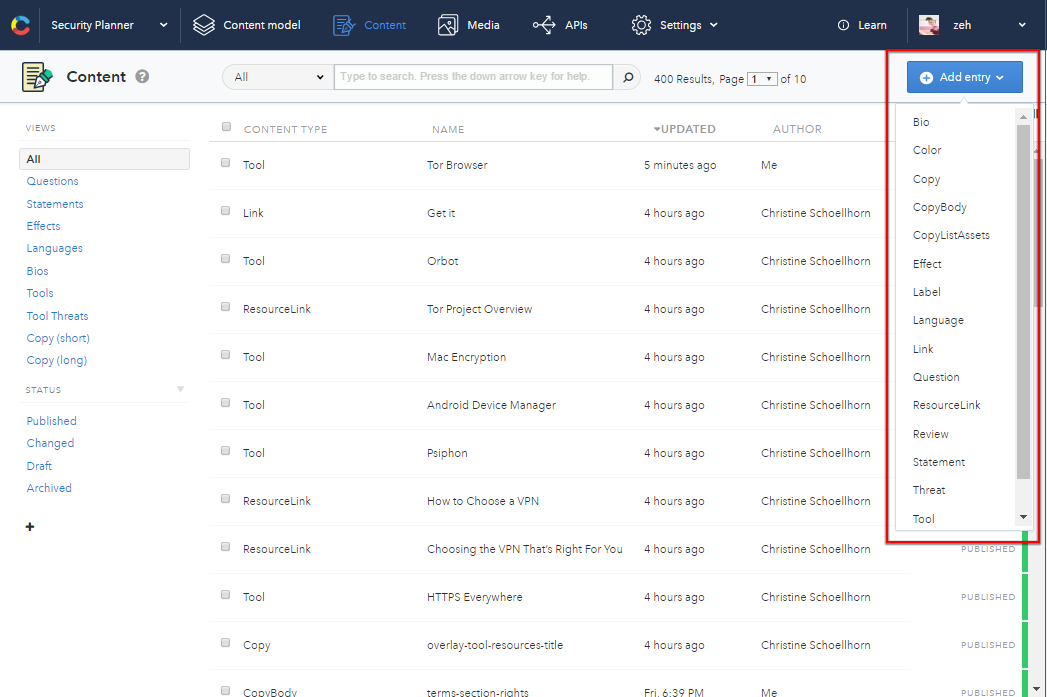 Security Planner Content model Content Media APIs Settings Learn zeh
Content ? All Type to search. Press the down arrow key for help. 400 Results, Page 1 of 10 Add entry
VIEWS
All
Questions
Statements
Effects
Languages
Bios
Tools
Tool Threats
Copy (short)
Copy (long)
STATUS
Published
Changed
Draft
Archived
+
CONTENT TYPE NAME UPDATED AUTHOR
Tool Tor Browser 5 minutes ago Me
Link Get it 4 hours ago Christine Schoellhorn
Tool Orbot 4 hours ago Christine Schoellhorn
ResourceLink Tor Project Overview 4 hours ago Christine Schoellhorn
Tool Mac Encryption 4 hours ago Christine Schoellhorn
Tool Android Device Manager 4 hours ago Christine Schoellhorn
Tool Psiphon 4 hours ago Christine Schoellhorn
ResourceLink How to Choose a VPN 4 hours ago Christine Schoellhorn
ResourceLink Choosing the VPN That's Right For You 4 hours ago Christine Schoellhorn PUBLISHED
Tool HTTPS Everywhere 4 hours ago Christine Schoellhorn PUBLISHED
Copy overlay-tool-resources-title 4 hours ago Christine Schoellhorn PUBLISHED
CopyBody terms-section-rights Fri, 6:39 PM Me PUBLISHED
Bio
Color
Copy
CopyBody
CopyListAssets
Effect
Label
Language
Link
Question
ResourceLink
Review
Statement
Threat
Tool